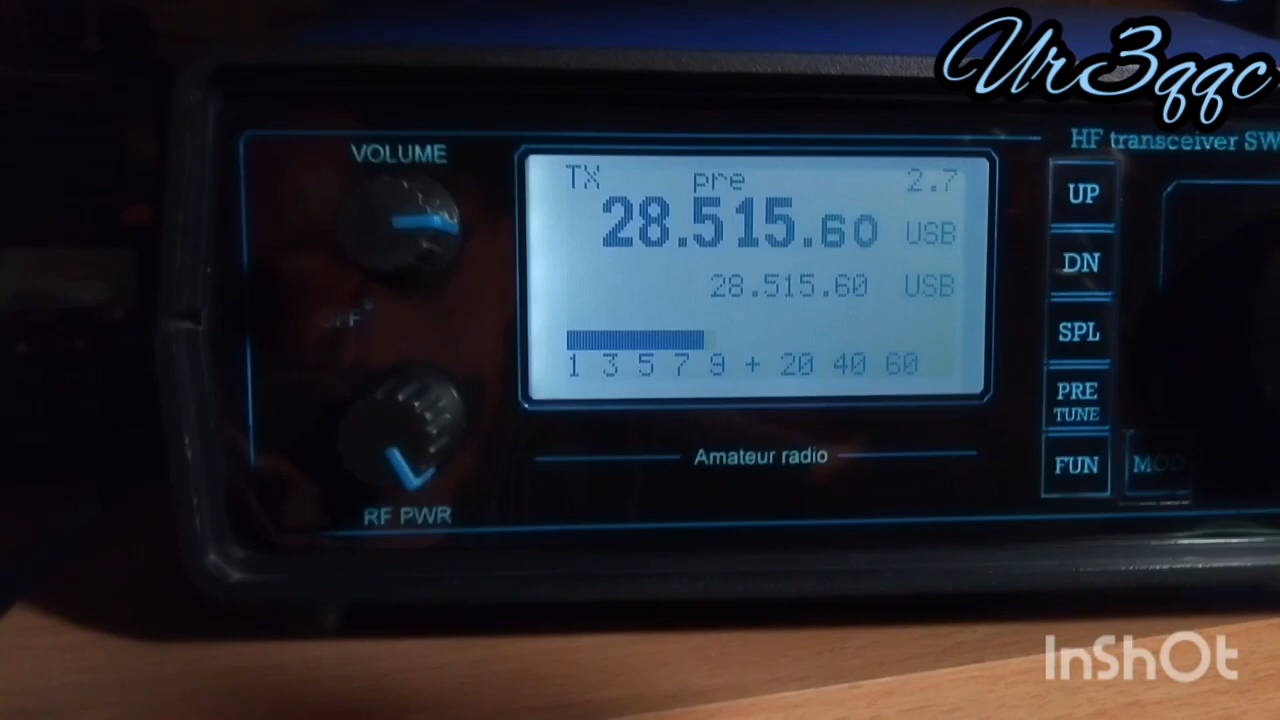 Ur3qqc
HF transceiver SW
VOLUME
TX pre 2.7
28.515.60 USB
28.515.60 USB
1 3 5 7 9 + 20 40 60
OFF
RF PWR
Amateur radio
UP
DN
SPL
PRE
TUNE
FUN
MOD
InShOt